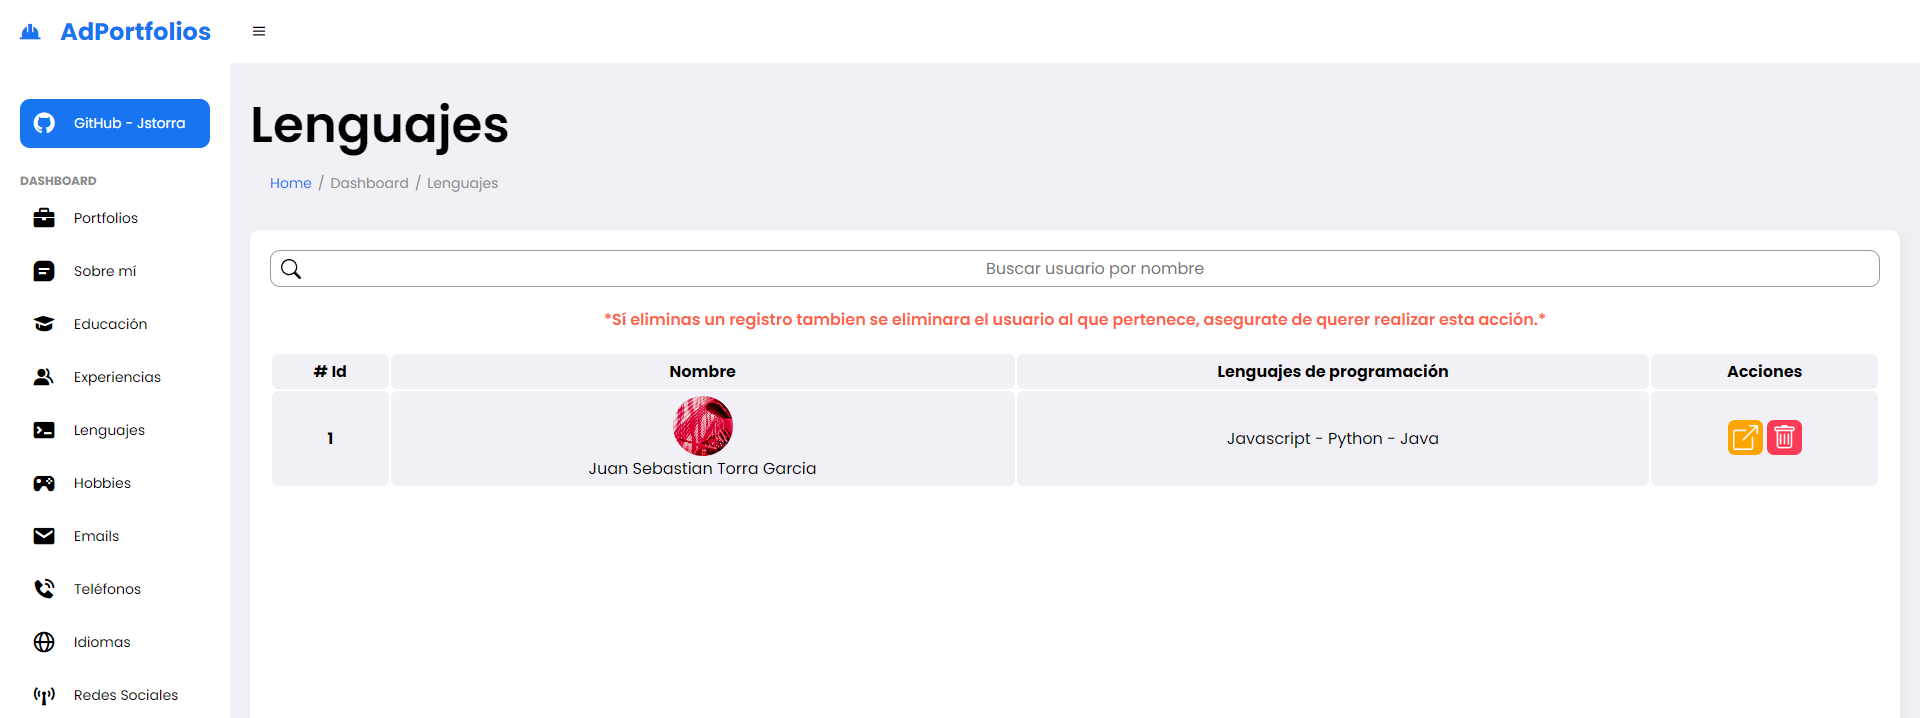 AdPortfolios
GitHub - Jstorra
DASHBOARD
Portfolios
Sobre mí
Educación
Experiencias
Lenguajes
Hobbies
Emails
Teléfonos
Idiomas
Redes Sociales
Lenguajes
Home / Dashboard / Lenguajes
Buscar usuario por nombre
*Sí eliminas un registro tambien se eliminara el usuario al que pertenece, asegurate de querer realizar esta acción.*
# Id Nombre Lenguajes de programación Acciones
1 Juan Sebastian Torra Garcia Javascript - Python - Java